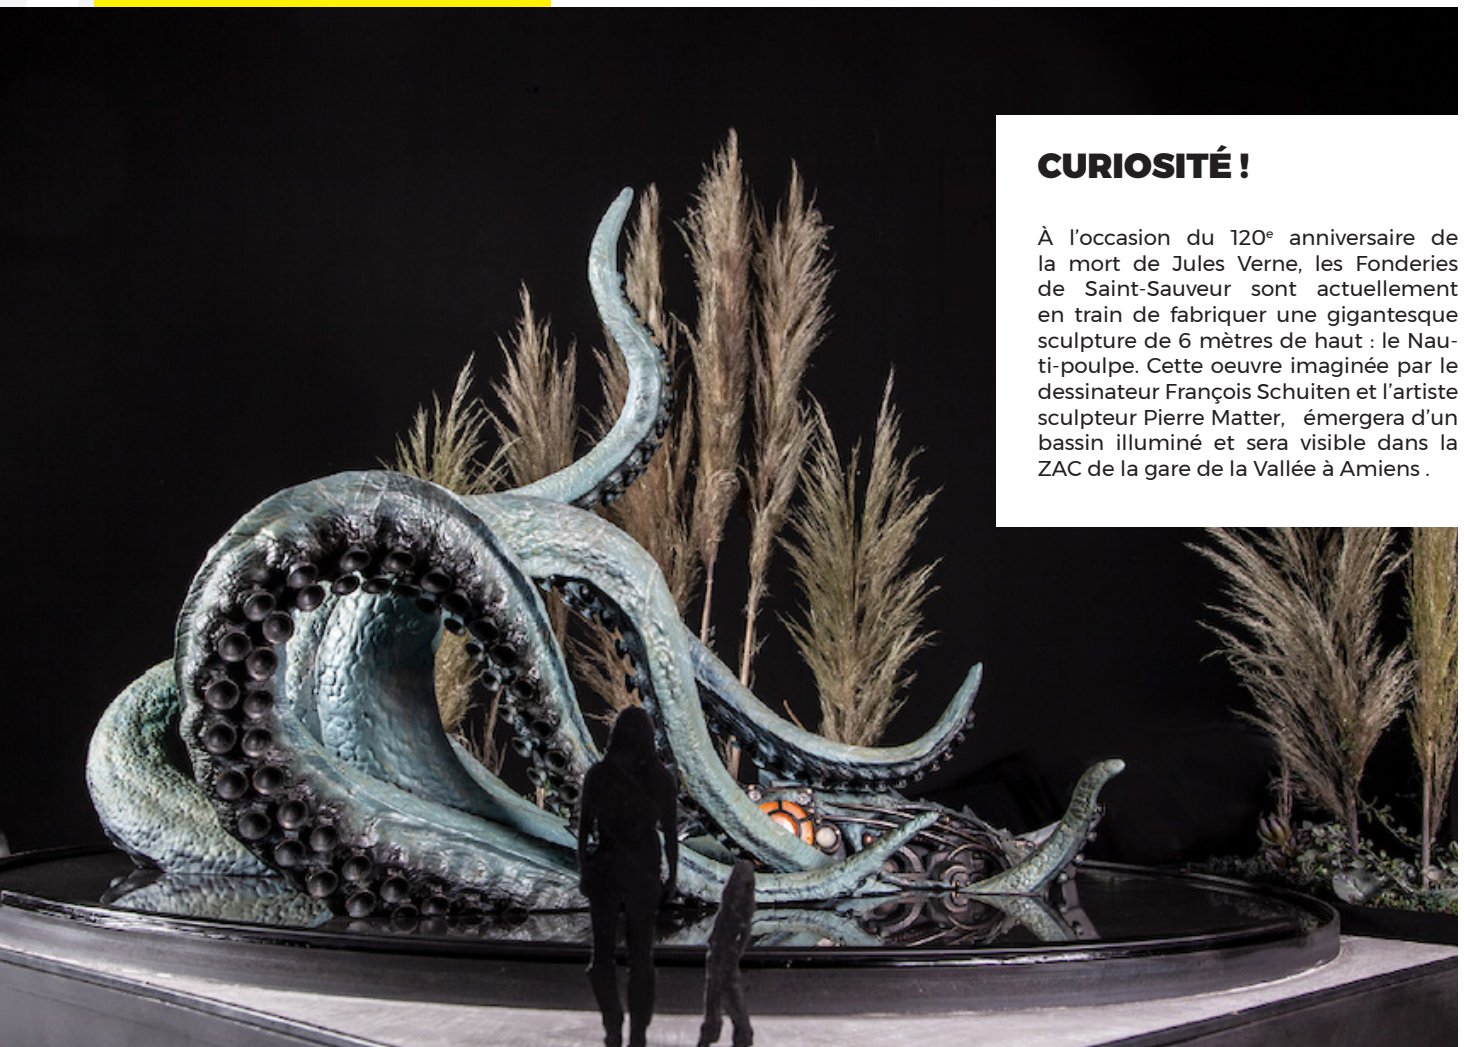 CURIOSITÉ !
À l'occasion du 120e anniversaire de
la mort de Jules Verne, les Fonderies
de Saint-Sauveur sont actuellement
en train de fabriquer une gigantesque
sculpture de 6 mètres de haut : le Nau-
ti-poulpe. Cette oeuvre imaginée par le
dessinateur François Schuiten et l'artiste
sculpteur Pierre Matter, émergera d'un
bassin illuminé et sera visible dans la
ZAC de la gare de la Vallée à Amiens .